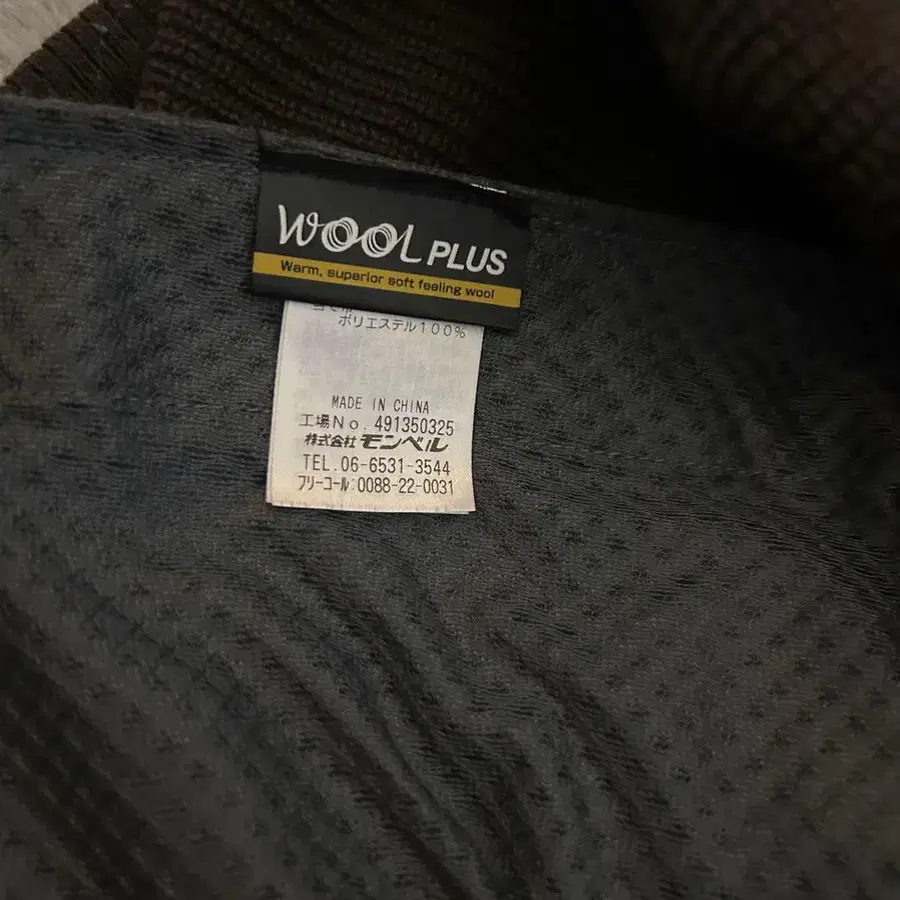 WOOL PLUS
Warm, superior soft feeling wool
ポリエステル100%
MADE IN CHINA
工場No. 491350325
株式会社 モンベル
TEL.06-6531-3544
フリーコール:0088-22-0031